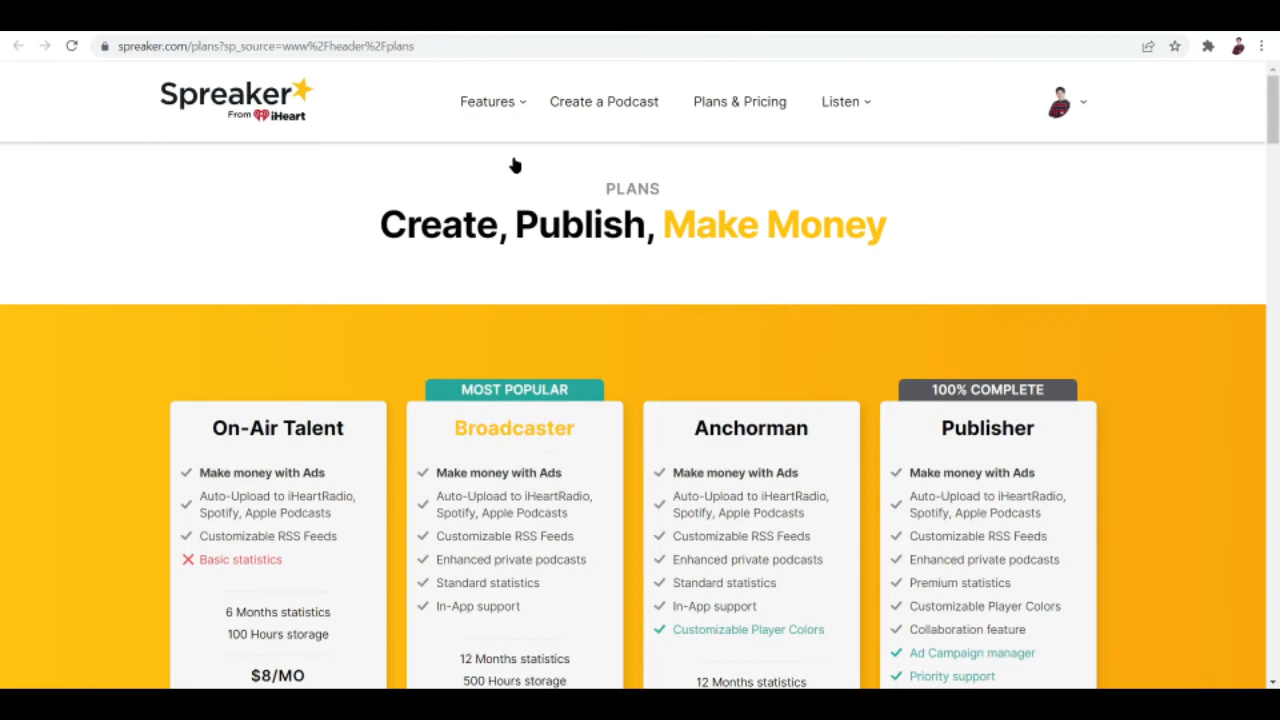 spreaker.com/plans?sp_source=www%2Fheader%2Fplans
Spreaker
From iHeart
Features
Create a Podcast
Plans & Pricing
Listen
PLANS
Create, Publish, Make Money
On-Air Talent
Make money with Ads
Auto-Upload to iHeartRadio,
Spotify, Apple Podcasts
Customizable RSS Feeds
Basic statistics
6 Months statistics
100 Hours storage
$8/MO
MOST POPULAR
Broadcaster
Make money with Ads
Auto-Upload to iHeartRadio,
Spotify, Apple Podcasts
Customizable RSS Feeds
Enhanced private podcasts
Standard statistics
In-App support
12 Months statistics
500 Hours storage
Anchorman
Make money with Ads
Auto-Upload to iHeartRadio,
Spotify, Apple Podcasts
Customizable RSS Feeds
Enhanced private podcasts
Standard statistics
In-App support
Customizable Player Colors
12 Months statistics
100% COMPLETE
Publisher
Make money with Ads
Auto-Upload to iHeartRadio,
Spotify, Apple Podcasts
Customizable RSS Feeds
Enhanced private podcasts
Premium statistics
Customizable Player Colors
Collaboration feature
Ad Campaign manager
Priority support